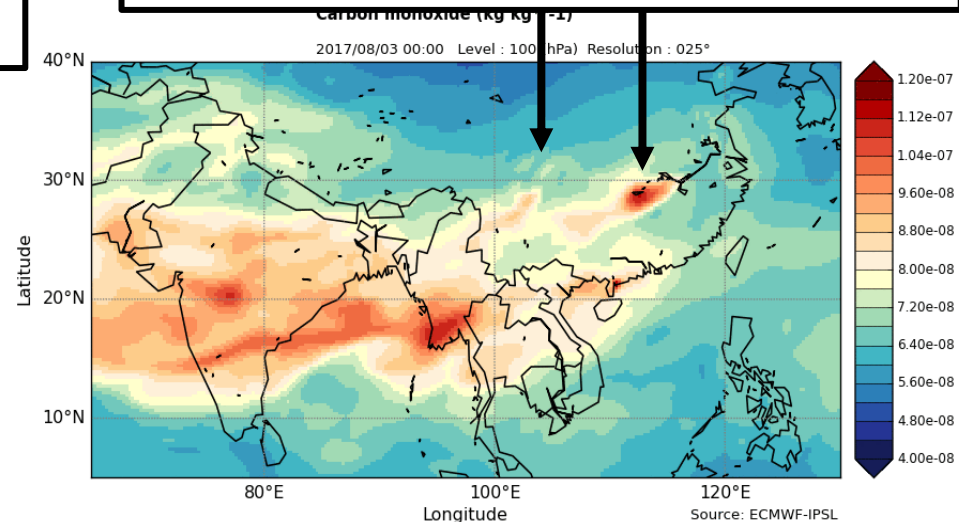 Carbon monoxide (kg kg -1)
2017/08/03 00:00 Level : 100 (hPa) Resolution : 025°
40°N
30°N
20°N
10°N
Latitude
80°E
100°E
120°E
Longitude
Source: ECMWF-IPSL
1.20e-07
1.12e-07
1.04e-07
9.60e-08
8.80e-08
8.00e-08
7.20e-08
6.40e-08
5.60e-08
4.80e-08
4.00e-08